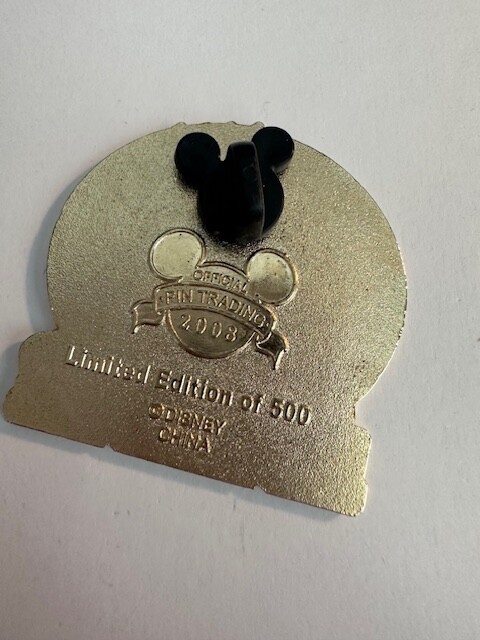 OFFICIAL
PIN TRADING
2008
Limited Edition of 500
©DISNEY
CHINA